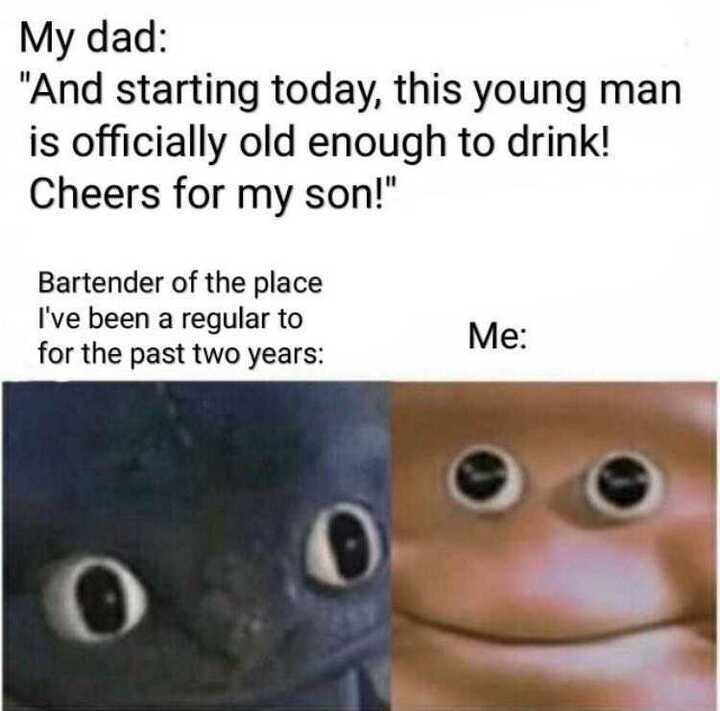 My dad:
"And starting today, this young man
is officially old enough to drink!
Cheers for my son!"
Bartender of the place
I've been a regular to
for the past two years:
Me: